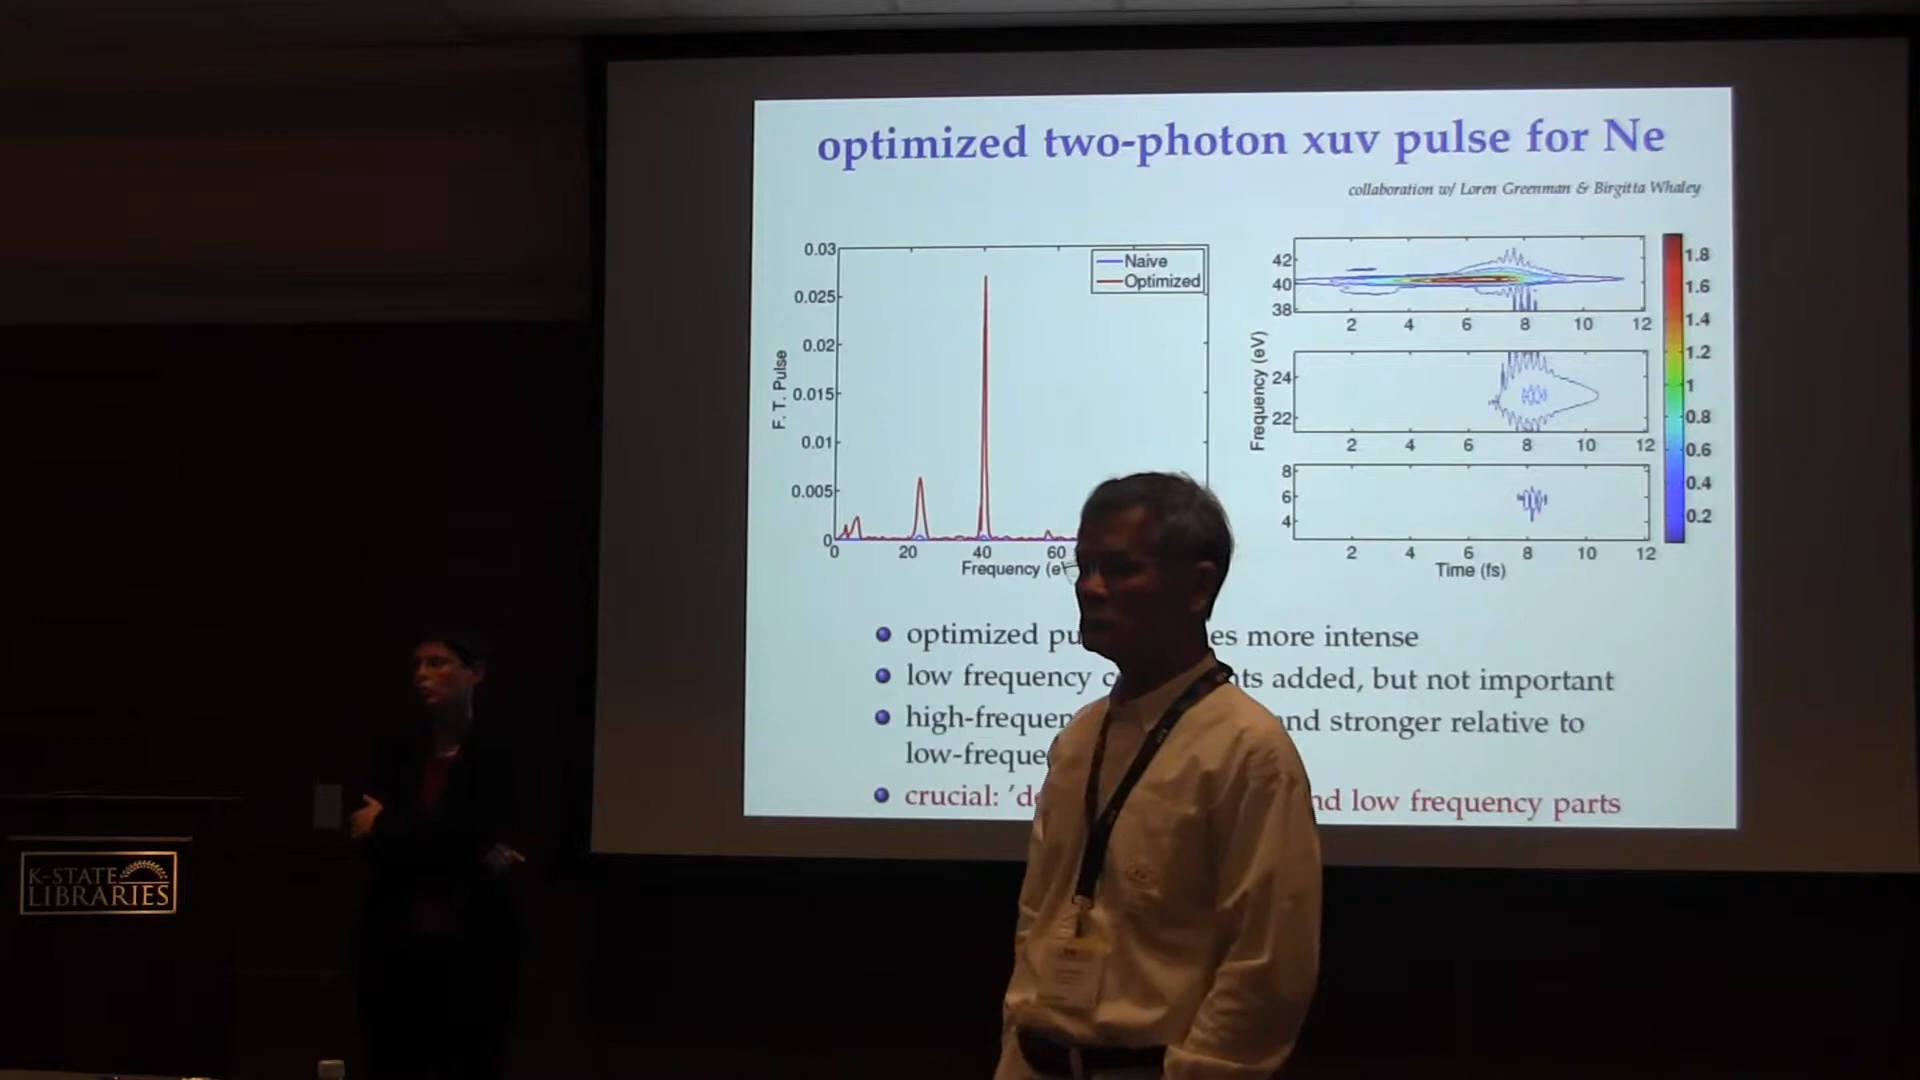 optimized two-photon xuv pulse for Ne
collaboration w/ Loren Greenman & Birgitta Whaley
0.03
0.025
0.02
0.015
0.01
0.005
0
F. T. Pulse
Naive
Optimized
0 20 40 60
Frequency (e
42
40
38
2 4 6 8 10 12
24
22
2 4 6 8 10 12
8
6
4
2 4 6 8 10 12
Frequency (eV)
Time (fs)
1.8
1.6
1.4
1.2
1
0.8
0.6
0.4
0.2
optimized pu es more intense
low frequency c ts added, but not important
high-frequen nd stronger relative to
low-freque
crucial: 'de nd low frequency parts
K-STATE
LIBRARIES